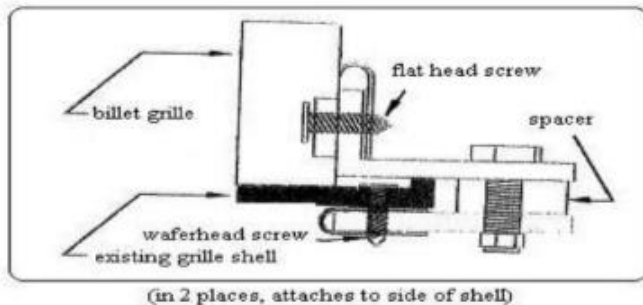 flat head screw
billet grille
spacer
waferhead screw
existing grille shell
(in 2 places, attaches to side of shell)